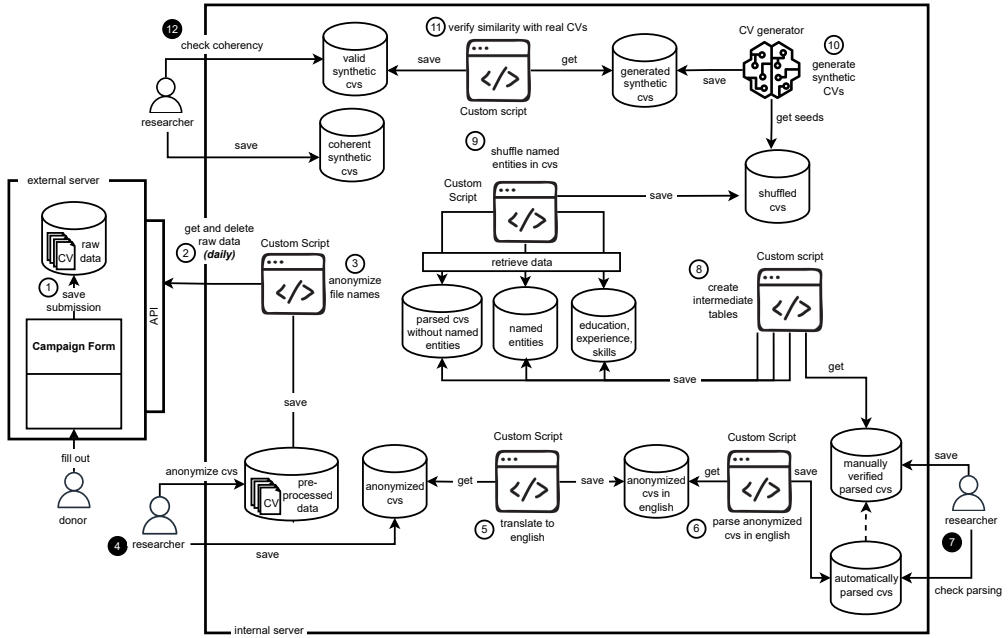 12
check coherency
researcher
save
valid
synthetic
cvs
coherent
synthetic
cvs
11 verify similarity with real CVs
save
get
Custom script
generated
synthetic
cvs
CV generator
10
generate
synthetic
CVs
save
get seeds
9
shuffle named
entities in cvs
Custom
Script
save
shuffled
cvs
retrieve data
parsed cvs
without named
entities
named
entities
education,
experience,
skills
8
create
intermediate
tables
Custom script
save
get
external server
CV
raw
data
1
save
submission
Campaign Form
API
fill out
donor
2
get and delete
raw data
(daily)
Custom Script
3
anonymize
file names
save
anonymize cvs
4
researcher
save
CV
pre-
processed
data
anonymized
cvs
get
Custom Script
save
5
translate to
english
anonymized
cvs in
english
get
Custom Script
save
6
parse anonymized
cvs in english
manually
verified
parsed cvs
automatically
parsed cvs
save
researcher
7
check parsing
internal server